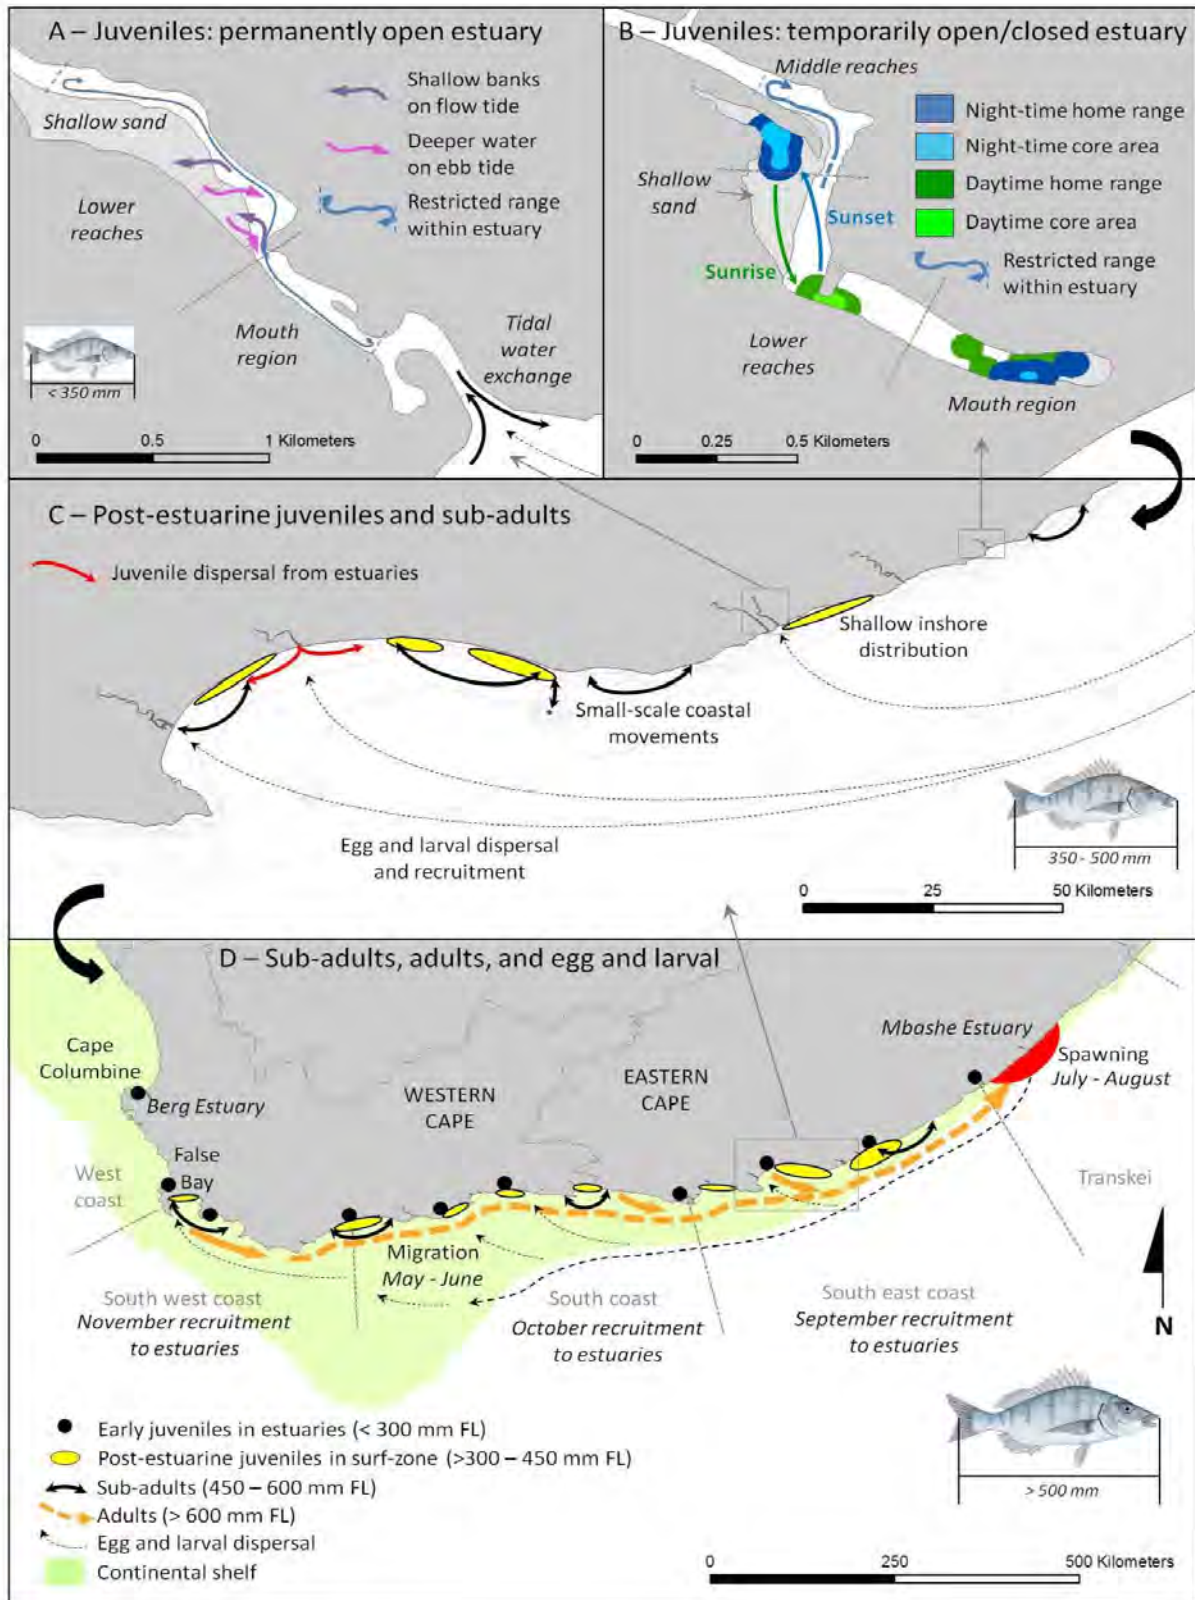 A – Juveniles: permanently open estuary
Shallow banks
on flow tide
Deeper water
on ebb tide
Restricted range
within estuary
Shallow sand
Lower
reaches
Mouth
region
Tidal
water
exchange
< 350 mm
0 0.5 1 Kilometers
B – Juveniles: temporarily open/closed estuary
Middle reaches
Night-time home range
Night-time core area
Daytime home range
Daytime core area
Restricted range
within estuary
Shallow
sand
Sunset
Sunrise
Lower
reaches
Mouth region
0 0.25 0.5 Kilometers
C – Post-estuarine juveniles and sub-adults
Juvenile dispersal from estuaries
Shallow inshore
distribution
Small-scale coastal
movements
Egg and larval dispersal
and recruitment
350 - 500 mm
0 25 50 Kilometers
D – Sub-adults, adults, and egg and larval
Mbashe Estuary
Cape
Columbine
Berg Estuary
WESTERN
CAPE
EASTERN
CAPE
Spawning
July - August
False
Bay
West
coast
Transkei
Migration
May - June
South west coast
November recruitment
to estuaries
South coast
October recruitment
to estuaries
South east coast
September recruitment
to estuaries
N
Early juveniles in estuaries (< 300 mm FL)
Post-estuarine juveniles in surf-zone (>300 – 450 mm FL)
Sub-adults (450 – 600 mm FL)
Adults (> 600 mm FL)
Egg and larval dispersal
Continental shelf
> 500 mm
0 250 500 Kilometers